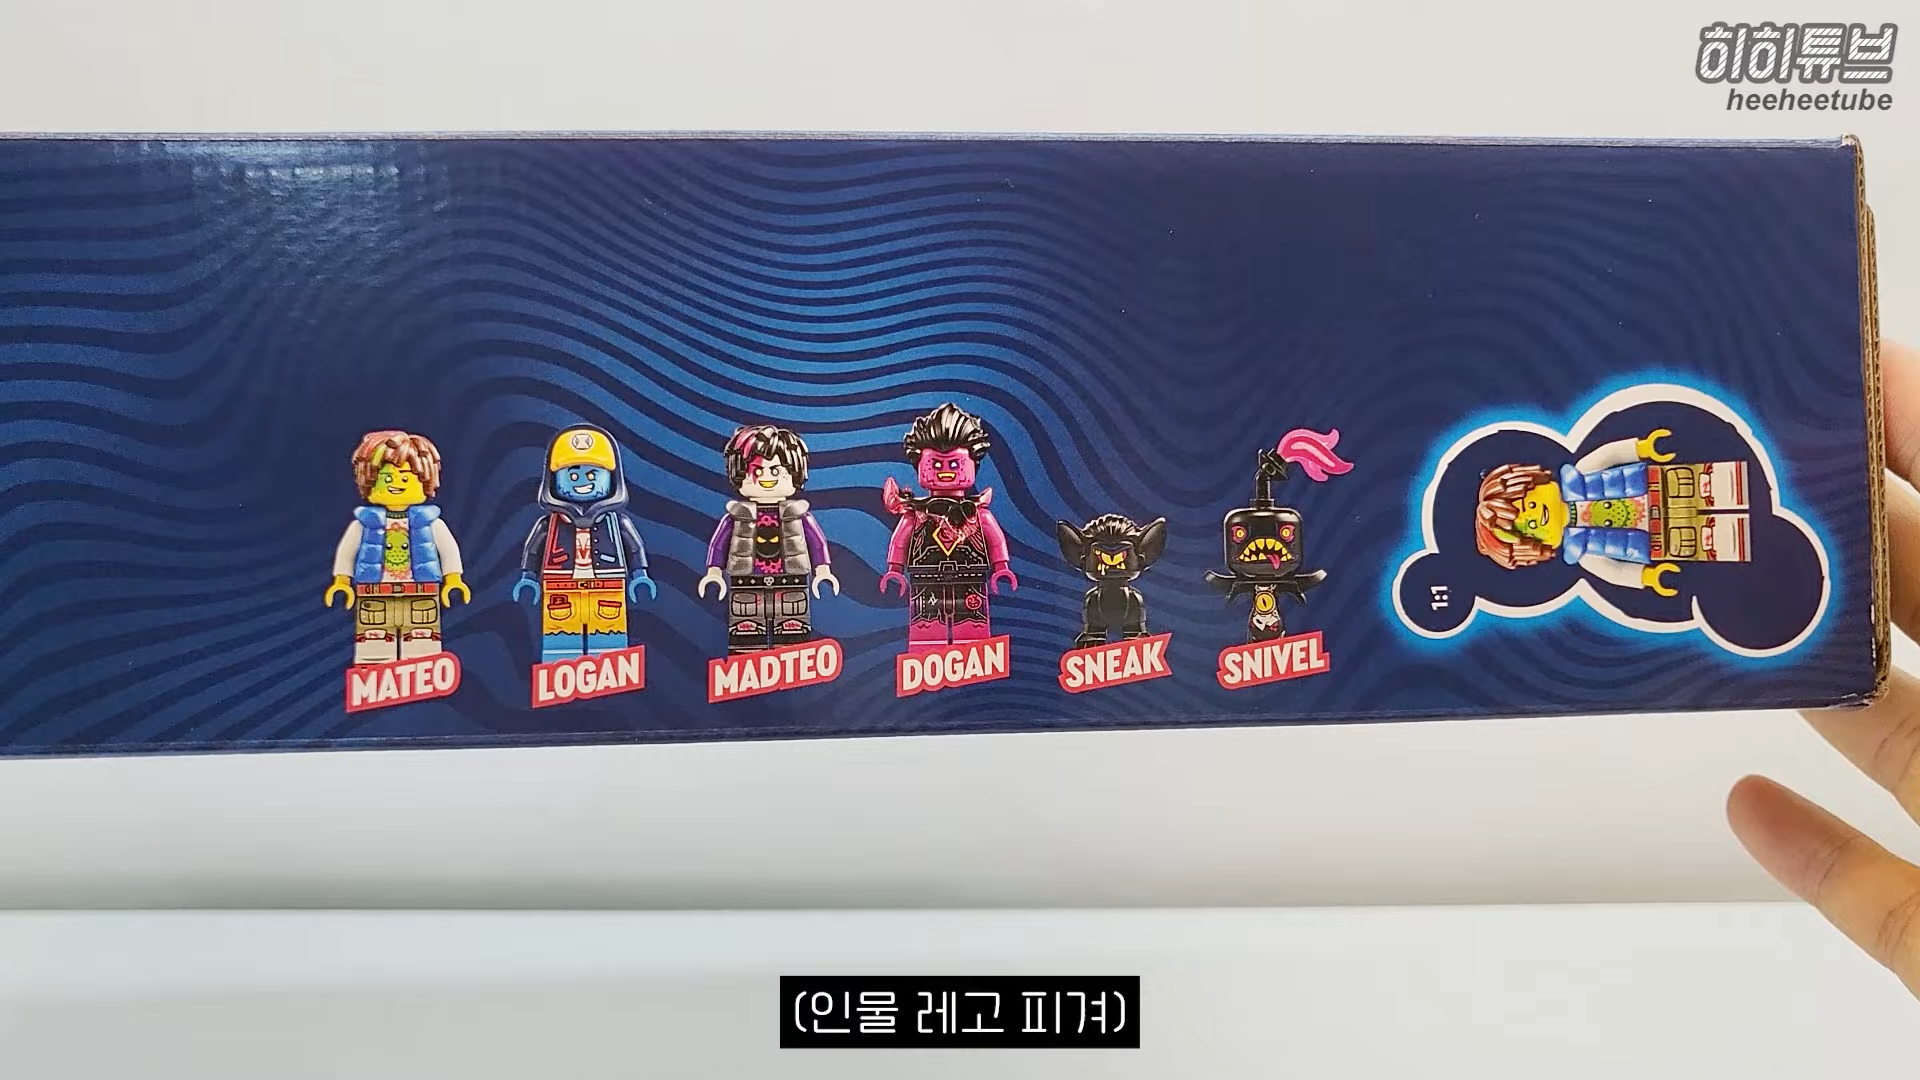 히히튜브
heeheetube
MATEO
LOGAN
MADTEO
DOGAN
SNEAK
SNIVEL
1:1
(인물 레고 피겨)